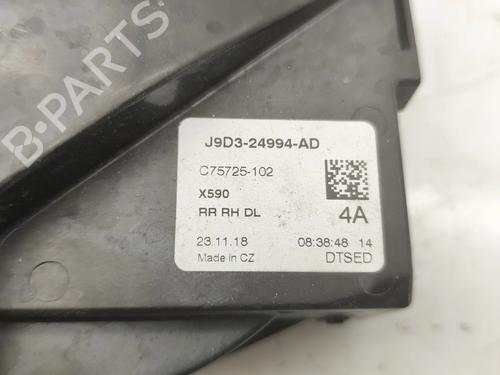 B-PARTS
J9D3-24994-AD
C75725-102
X590
RR RH DL
4A
23.11.18 08:38:48 14
Made in CZ DTSED